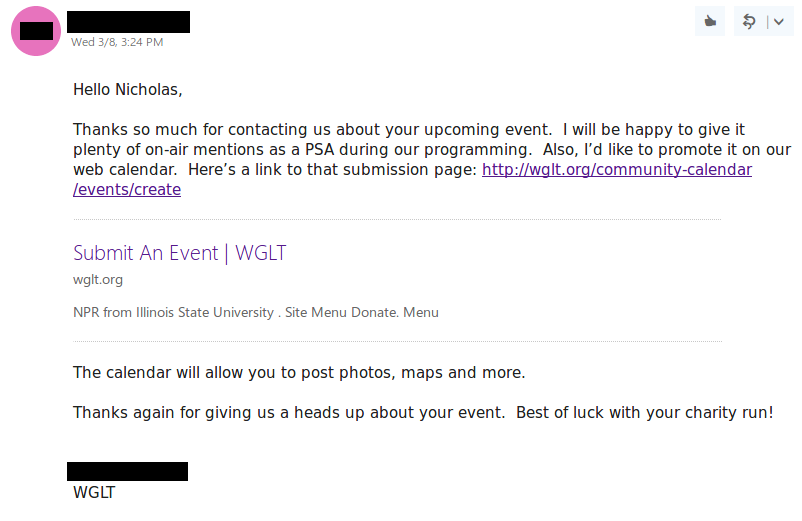 Wed 3/8, 3:24 PM
Hello Nicholas,
Thanks so much for contacting us about your upcoming event.  I will be happy to give it
plenty of on-air mentions as a PSA during our programming.  Also, I’d like to promote it on our
web calendar.  Here’s a link to that submission page: http://wglt.org/community-calendar
/events/create
Submit An Event | WGLT
wglt.org
NPR from Illinois State University . Site Menu Donate. Menu
The calendar will allow you to post photos, maps and more.
Thanks again for giving us a heads up about your event.  Best of luck with your charity run!
WGLT